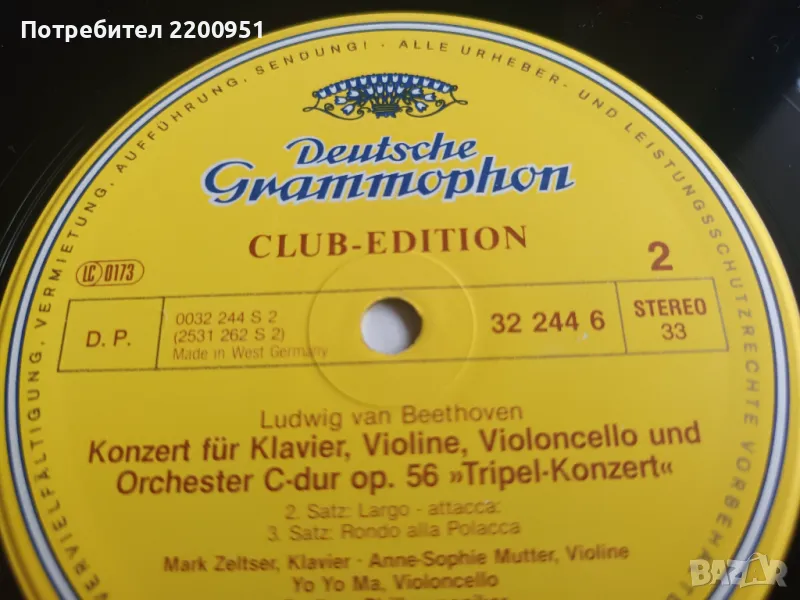 Потребител 2200951
VERVIELFÄLTIGUNG, VERMIETUNG, AUFFÜHRUNG, SENDUNG! · ALLE URHEBER- UND LEISTUNGSSCHUTZRECHTE VORBEHALTEN
Deutsche
Grammophon
CLUB-EDITION
2
LC 0173
D. P.
0032 244 S 2
(2531 262 S 2)
Made in West Germany
32 244 6
STEREO
33
Ludwig van Beethoven
Konzert für Klavier, Violine, Violoncello und
Orchester C-dur op. 56 »Tripel-Konzert«
2. Satz: Largo - attacca:
3. Satz: Rondo alla Polacca
Mark Zeltser, Klavier · Anne-Sophie Mutter, Violine
Yo Yo Ma, Violoncello
BAZAR